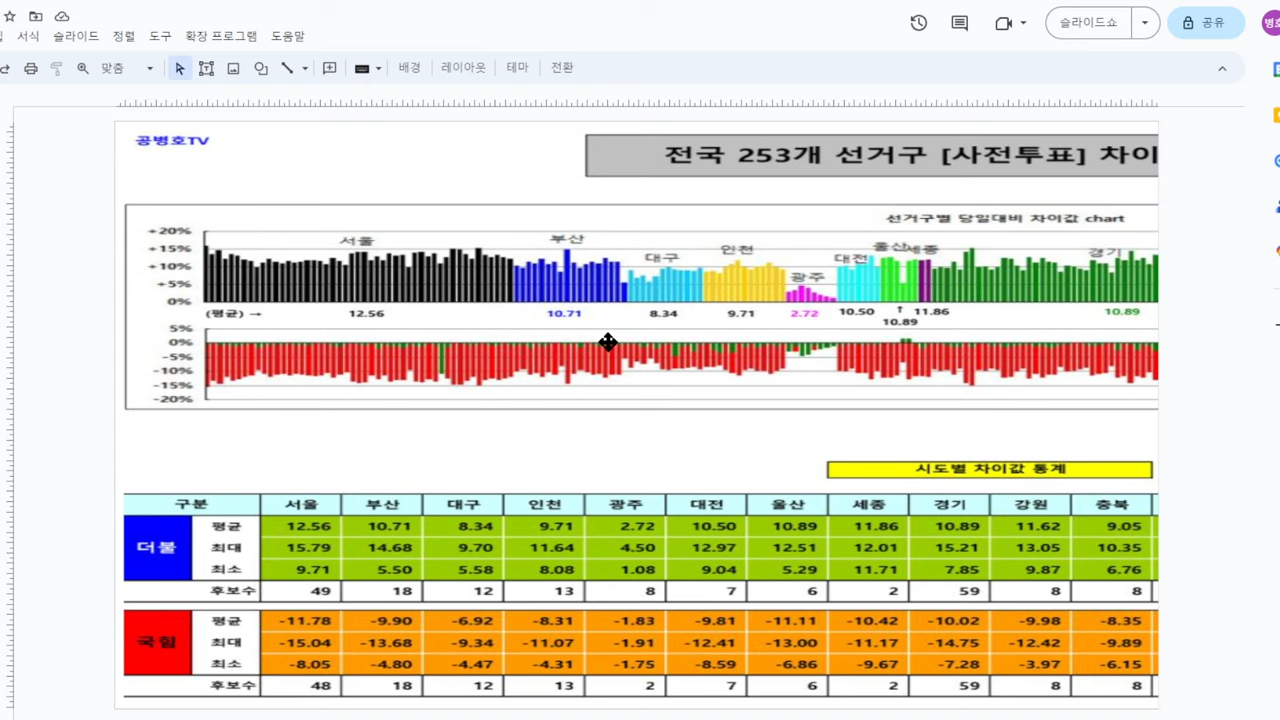 서식 슬라이드 정렬 도구 확장 프로그램 도움말
슬라이드쇼
공유
맞춤
배경 레이아웃 테마 전환
공병호TV
전국 253개 선거구 [사전투표] 차이
선거구별 당일대비 차이값 chart
+20%
+15%
+10%
+5%
0%
서울 부산 대구 인천 광주 대전 울산 세종 경기
(평균) → 12.56 10.71 8.34 9.71 2.72 10.50 ↑ 11.86 10.89
10.89
5%
0%
-5%
-10%
-15%
-20%
시도별 차이값 통계
구분 서울 부산 대구 인천 광주 대전 울산 세종 경기 강원 충북
더불
평균 12.56 10.71 8.34 9.71 2.72 10.50 10.89 11.86 10.89 11.62 9.05
최대 15.79 14.68 9.70 11.64 4.50 12.97 12.51 12.01 15.21 13.05 10.35
최소 9.71 5.50 5.58 8.08 1.08 9.04 5.29 11.71 7.85 9.87 6.76
후보수 49 18 12 13 8 7 6 2 59 8 8
국힘
평균 -11.78 -9.90 -6.92 -8.31 -1.83 -9.81 -11.11 -10.42 -10.02 -9.98 -8.35
최대 -15.04 -13.68 -9.34 -11.07 -1.91 -12.41 -13.00 -11.17 -14.75 -12.42 -9.89
최소 -8.05 -4.80 -4.47 -4.31 -1.75 -8.59 -6.86 -9.67 -7.28 -3.97 -6.15
후보수 48 18 12 13 2 7 6 2 59 8 8